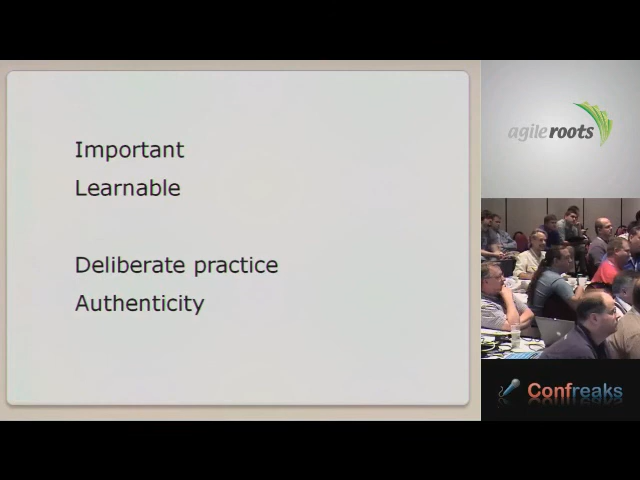 Important
Learnable
Deliberate practice
Authenticity
agile roots
Confreaks